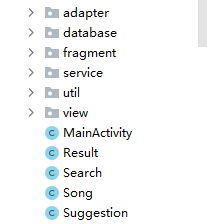 adapter
database
fragment
service
util
view
C MainActivity
C Result
C Search
C Song
C Suggestion